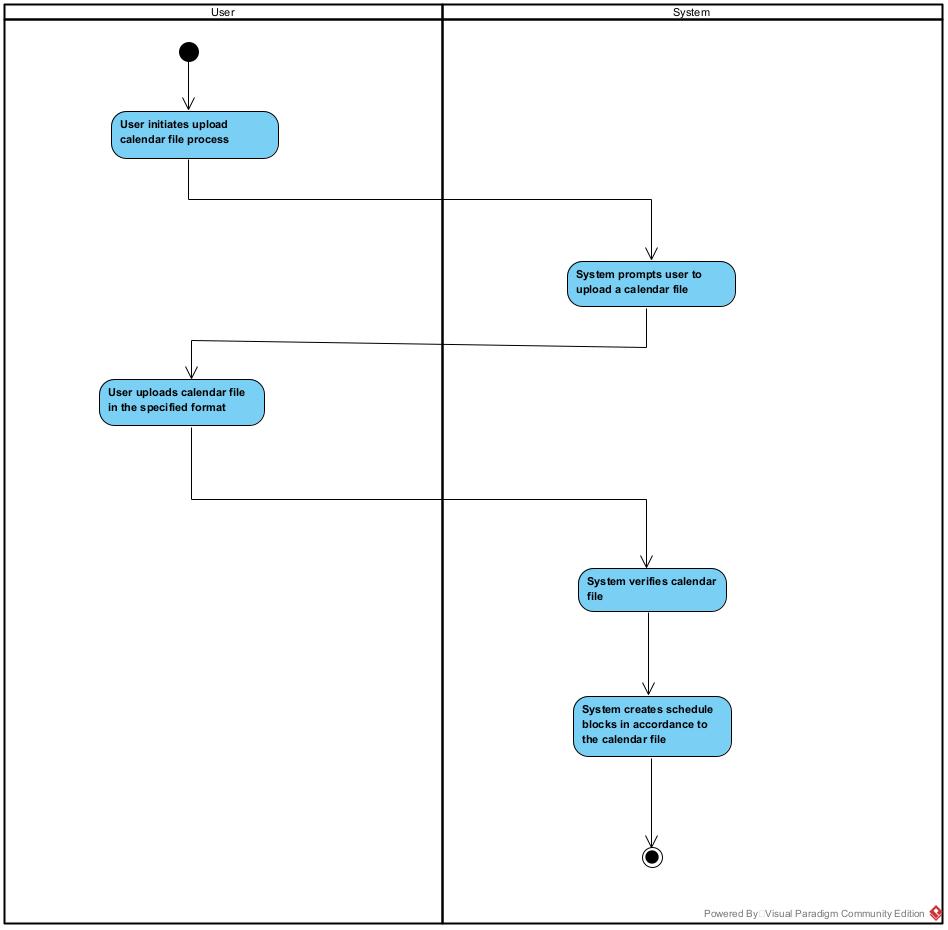 User
System
User initiates upload
calendar file process
System prompts user to
upload a calendar file
User uploads calendar file
in the specified format
System verifies calendar
file
System creates schedule
blocks in accordance to
the calendar file
Powered By Visual Paradigm Community Edition